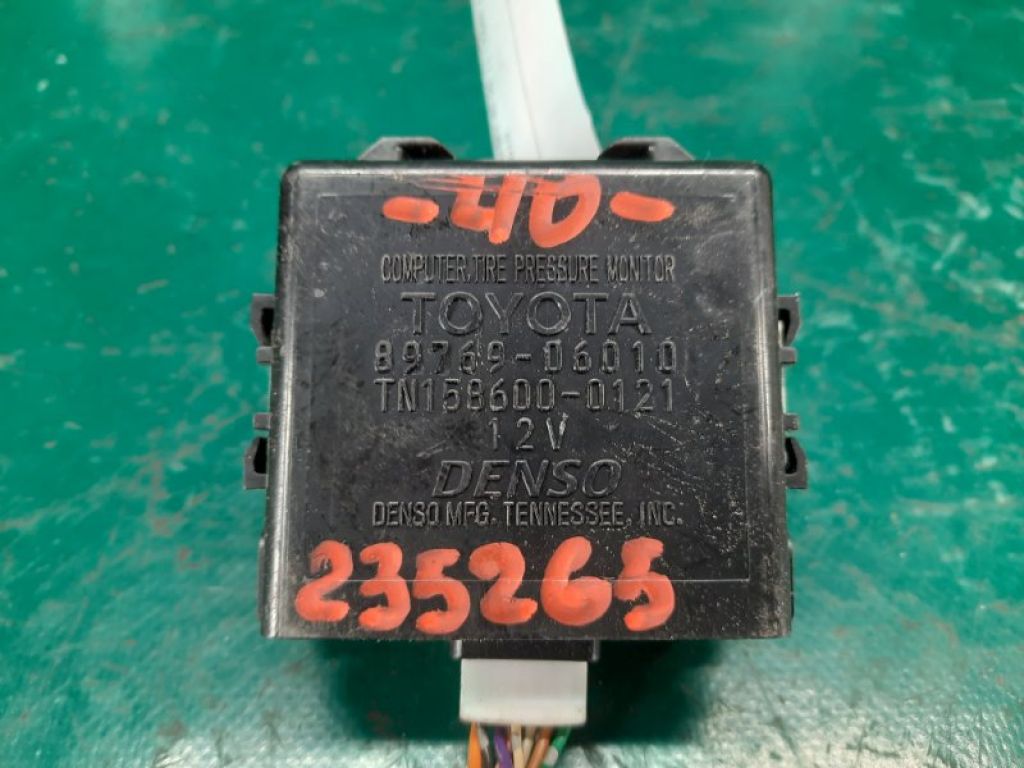 -40-
COMPUTER,TIRE PRESSURE MONITOR
TOYOTA
89769-06010
TN158600-0121
12V
DENSO
DENSO MFG. TENNESSEE, INC.
235265